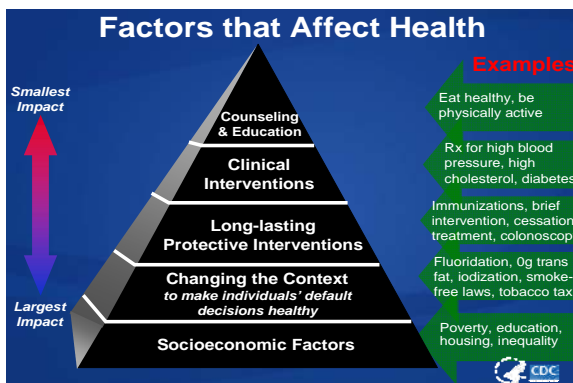 Factors that Affect Health
Examples
Smallest
Impact
Largest
Impact
Counseling
& Education
Clinical
Interventions
Long-lasting
Protective Interventions
Changing the Context
to make individuals' default
decisions healthy
Socioeconomic Factors
Eat healthy, be
physically active
Rx for high blood
pressure, high
cholesterol, diabetes
Immunizations, brief
intervention, cessation
treatment, colonoscop
Fluoridation, 0g trans
fat, iodization, smoke-
free laws, tobacco tax
Poverty, education,
housing, inequality
CDC